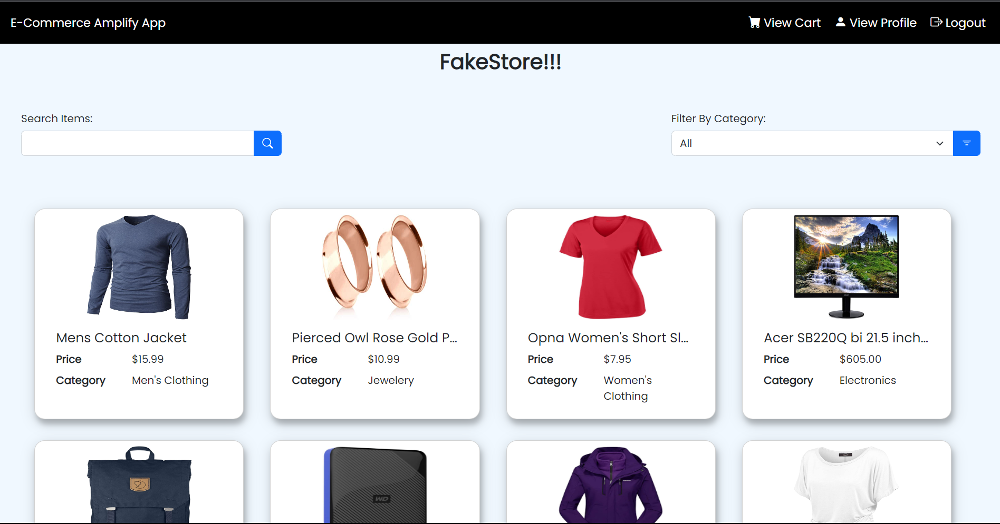 E-Commerce Amplify App
View Cart
View Profile
Logout
FakeStore!!!
Search Items:
Filter By Category:
All
Mens Cotton Jacket
Price $15.99
Category Men's Clothing
Pierced Owl Rose Gold P...
Price $10.99
Category Jewelery
Opna Women's Short Sl...
Price $7.95
Category Women's
Clothing
Acer SB220Q bi 21.5 inch...
Price $605.00
Category Electronics
WD